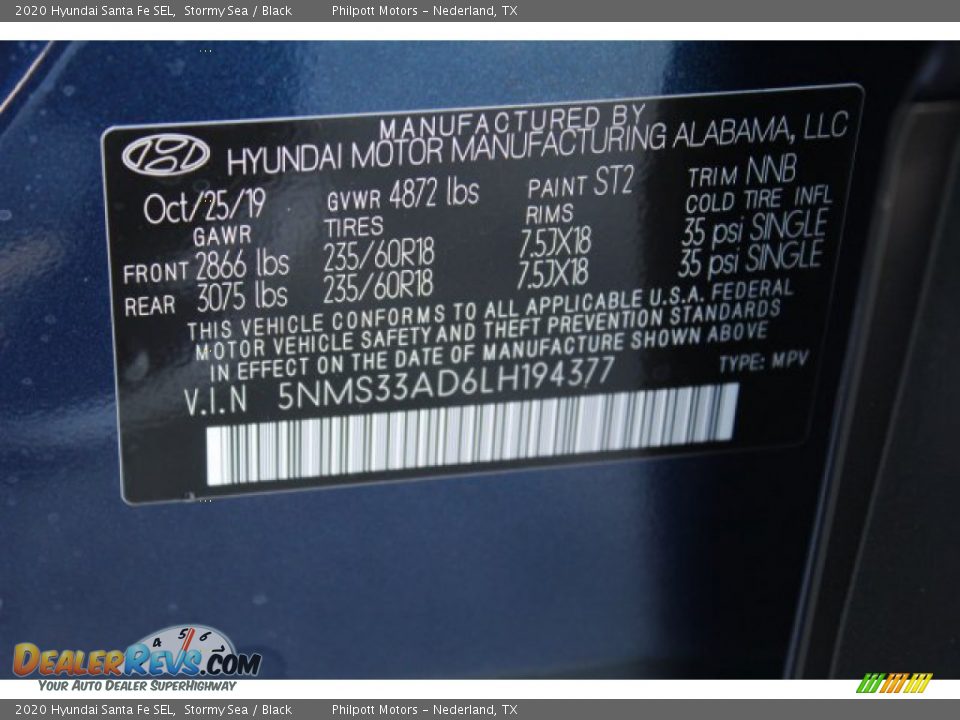 2020 Hyundai Santa Fe SEL, Stormy Sea / Black Philpott Motors - Nederland, TX
MANUFACTURED BY
HYUNDAI MOTOR MANUFACTURING ALABAMA, LLC
Oct/25/19 GVWR 4872 lbs PAINT ST2 TRIM NNB
GAWR TIRES RIMS COLD TIRE INFL
FRONT 2866 lbs 235/60R18 7.5JX18 35 psi SINGLE
REAR 3075 lbs 235/60R18 7.5JX18 35 psi SINGLE
THIS VEHICLE CONFORMS TO ALL APPLICABLE U.S.A. FEDERAL
MOTOR VEHICLE SAFETY AND THEFT PREVENTION STANDARDS
IN EFFECT ON THE DATE OF MANUFACTURE SHOWN ABOVE
V.I.N 5NMS33AD6LH194377 TYPE: MPV
4 5 6 7
DEALERREVS.COM
YOUR AUTO DEALER SUPERHIGHWAY
2020 Hyundai Santa Fe SEL, Stormy Sea / Black Philpott Motors - Nederland, TX